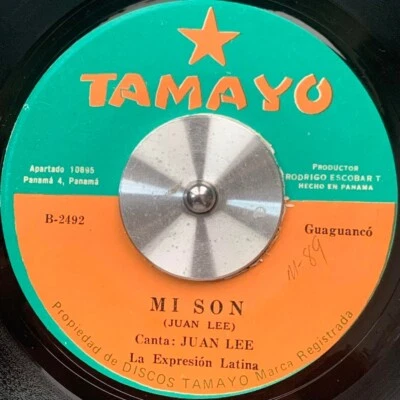 TAMAYO
Apartado 10895
Panamá 4, Panamá
PRODUCTOR
RODRIGO ESCOBAR T
HECHO EN PANAMA
B-2492
Guaguancó
M-89
MI SON
(JUAN LEE)
Canta: JUAN LEE
La Expresión Latina
Propiedad de DISCOS TAMAYO Marca Registrada